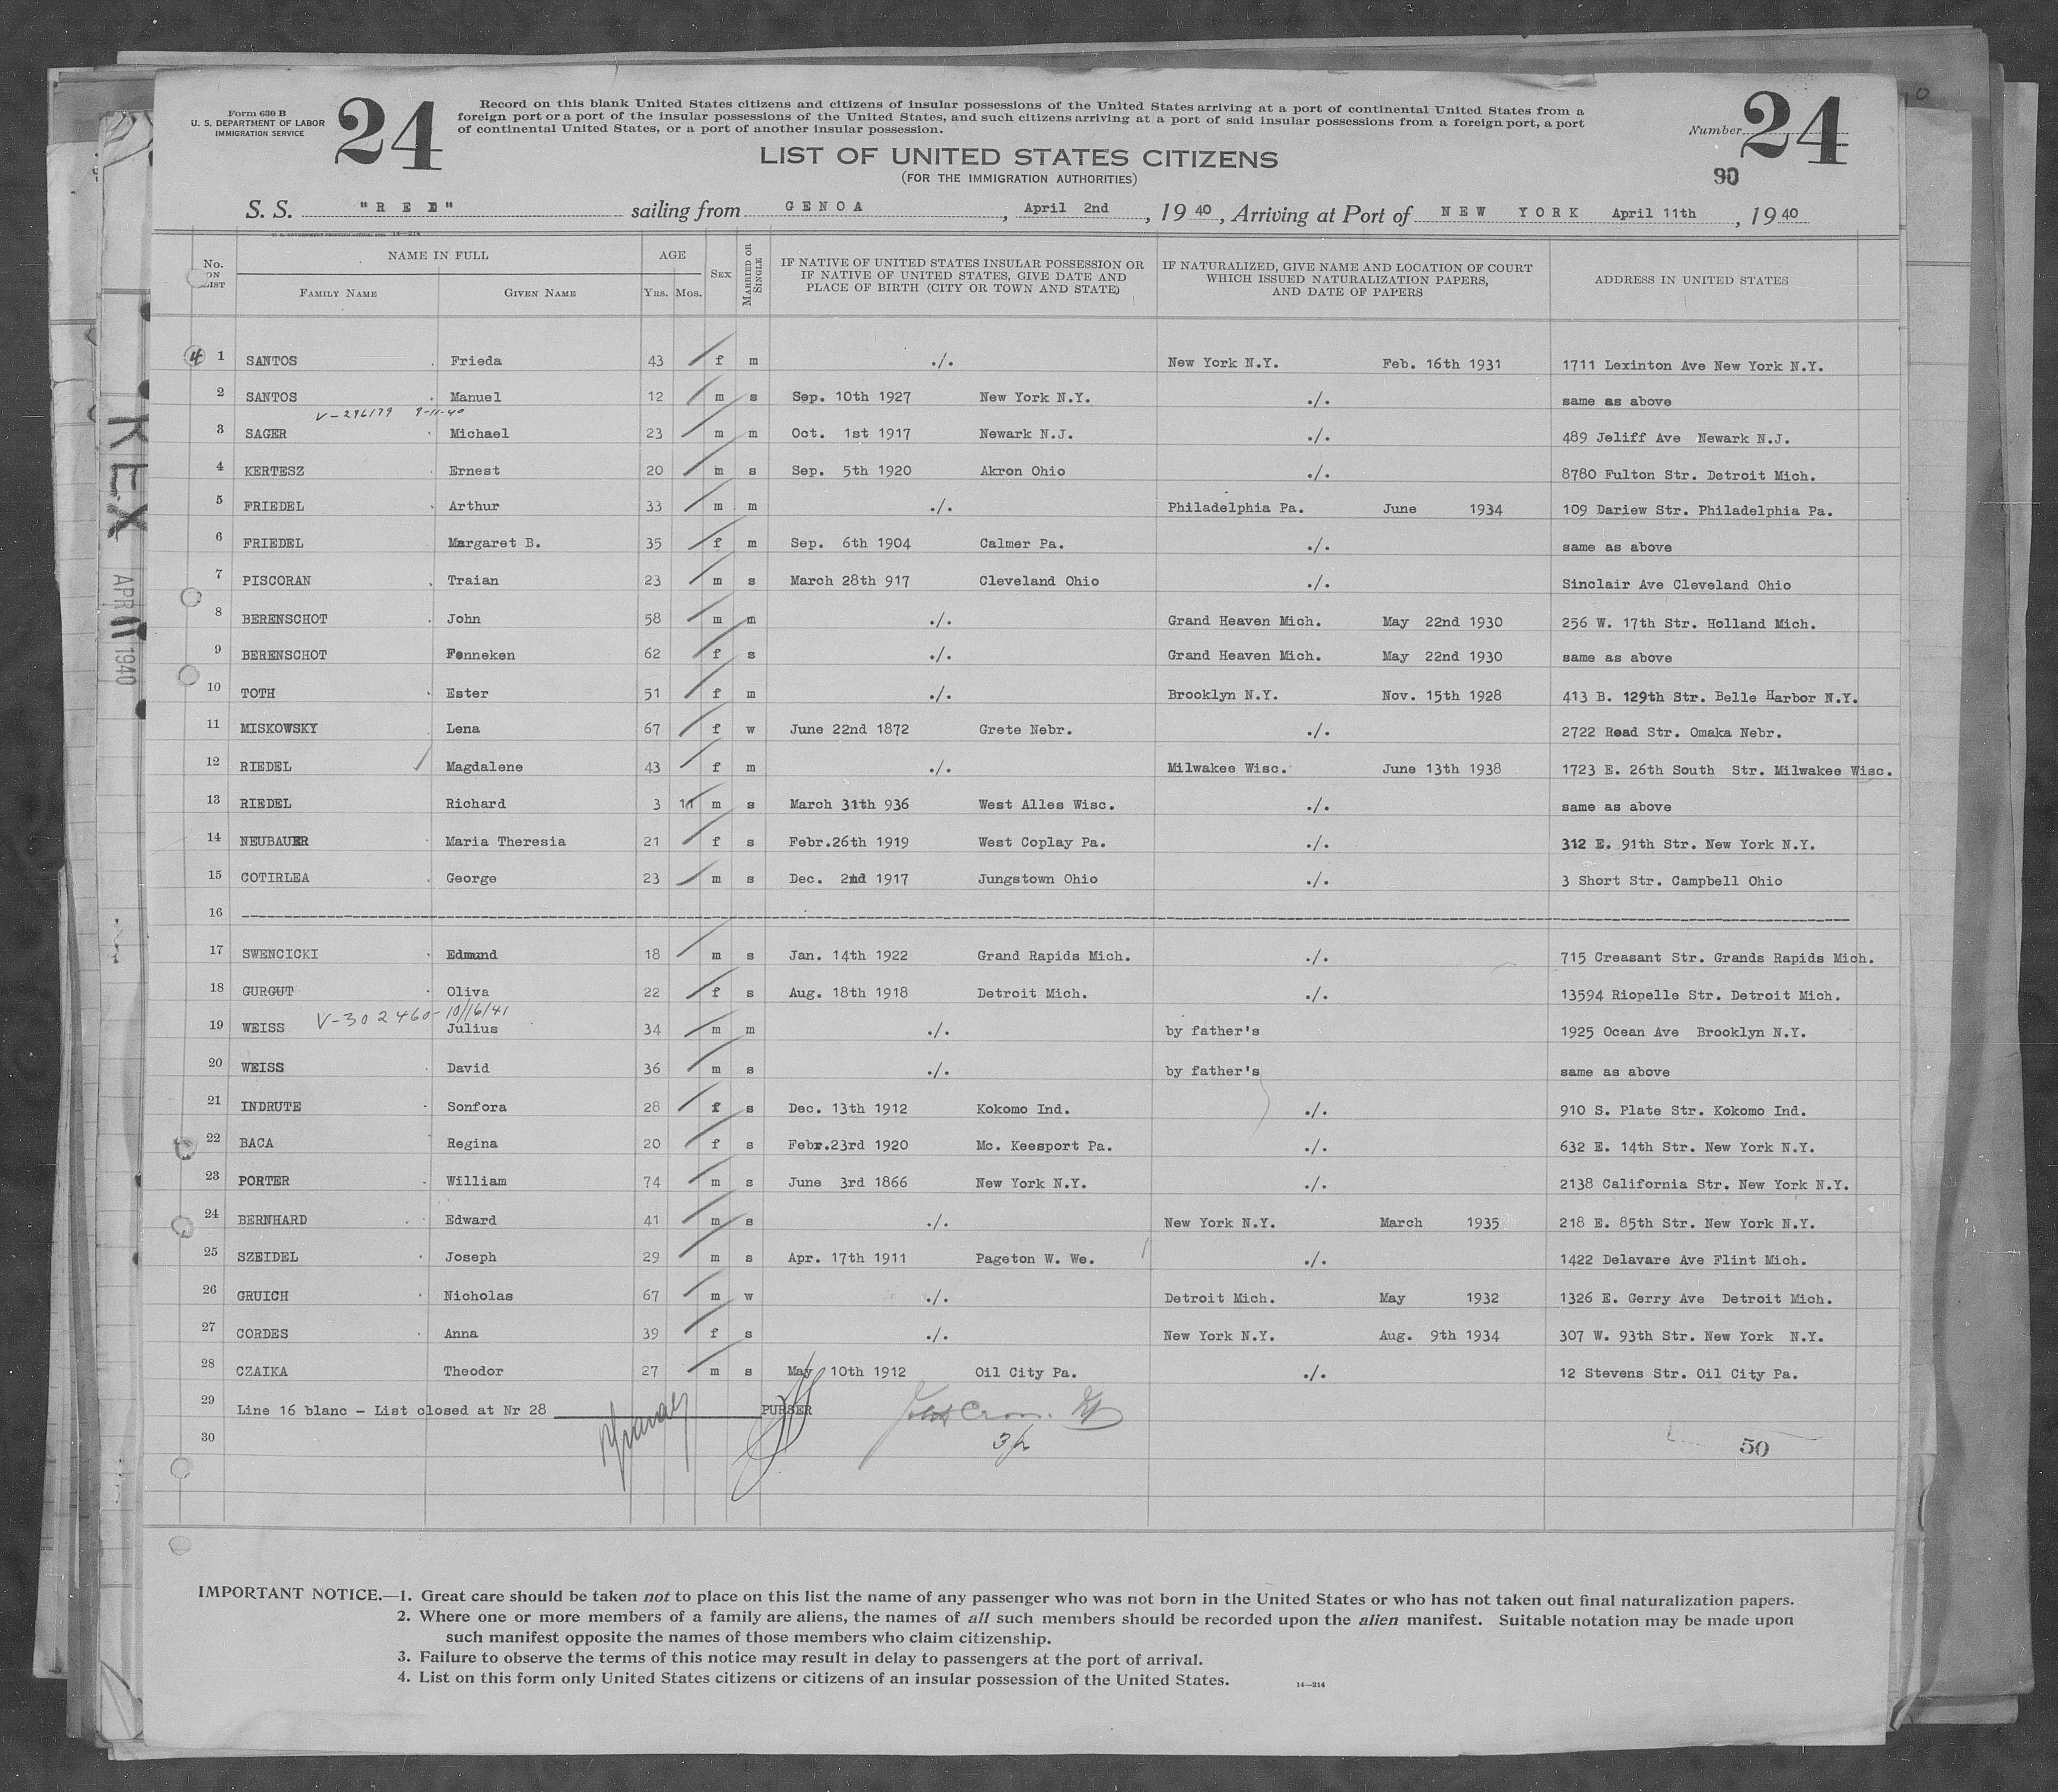 Form 630 B
U. S. DEPARTMENT OF LABOR
IMMIGRATION SERVICE
24
Record on this blank United States citizens and citizens of insular possessions of the United States arriving at a port of continental United States from a
foreign port or a port of the insular possessions of the United States, and such citizens arriving at a port of said insular possessions from a foreign port, a port
of continental United States, or a port of another insular possession.
Number 24
90
LIST OF UNITED STATES CITIZENS
(FOR THE IMMIGRATION AUTHORITIES)
S. S. "R E X" sailing from G E N O A, April 2nd, 19 40, Arriving at Port of N E W Y O R K April 11th, 19 40
No. ON LIST
NAME IN FULL
FAMILY NAME GIVEN NAME
AGE
YRS. MOS.
SEX
MARRIED OR SINGLE
IF NATIVE OF UNITED STATES INSULAR POSSESSION OR
IF NATIVE OF UNITED STATES, GIVE DATE AND
PLACE OF BIRTH (CITY OR TOWN AND STATE)
IF NATURALIZED, GIVE NAME AND LOCATION OF COURT
WHICH ISSUED NATURALIZATION PAPERS,
AND DATE OF PAPERS
ADDRESS IN UNITED STATES
4 1 SANTOS Frieda 43 f m ./. New York N.Y. Feb. 16th 1931 1711 Lexinton Ave New York N.Y.
2 SANTOS Manuel 12 m s Sep. 10th 1927 New York N.Y. ./. same as above
V-296179 9-11-40
3 SAGER Michael 23 m m Oct. 1st 1917 Newark N.J. ./. 489 Jeliff Ave Newark N.J.
4 KERTESZ Ernest 20 m s Sep. 5th 1920 Akron Ohio ./. 8780 Fulton Str. Detroit Mich.
5 FRIEDEL Arthur 33 m m ./. Philadelphia Pa. June 1934 109 Dariew Str. Philadelphia Pa.
6 FRIEDEL Margaret B. 35 f m Sep. 6th 1904 Calmer Pa. ./. same as above
7 PISCORAN Traian 23 m s March 28th 917 Cleveland Ohio ./. Sinclair Ave Cleveland Ohio
8 BERENSCHOT John 58 m m ./. Grand Heaven Mich. May 22nd 1930 256 W. 17th Str. Holland Mich.
9 BERENSCHOT Fenneken 62 f s ./. Grand Heaven Mich. May 22nd 1930 same as above
10 TOTH Ester 51 f m ./. Brooklyn N.Y. Nov. 15th 1928 413 B. 129th Str. Belle Harbor N.Y.
11 MISKOWSKY Lena 67 f w June 22nd 1872 Grete Nebr. ./. 2722 Read Str. Omaka Nebr.
12 RIEDEL Magdalene 43 f m ./. Milwakee Wisc. June 13th 1938 1723 E. 26th South Str. Milwakee Wisc.
13 RIEDEL Richard 3 11 m s March 31th 936 West Alles Wisc. ./. same as above
14 NEUBAUER Maria Theresia 21 f s Febr.26th 1919 West Coplay Pa. ./. 312 E. 91th Str. New York N.Y.
15 COTIRLEA George 23 m s Dec. 2nd 1917 Jungstown Ohio ./. 3 Short Str. Campbell Ohio
16
17 SWENCICKI Edmund 18 m s Jan. 14th 1922 Grand Rapids Mich. ./. 715 Creasant Str. Grands Rapids Mich.
18 GURGUT Oliva 22 f s Aug. 18th 1918 Detroit Mich. ./. 13594 Riopelle Str. Detroit Mich.
V-302460-10/16/41
19 WEISS Julius 34 m m ./. by father's 1925 Ocean Ave Brooklyn N.Y.
20 WEISS David 36 m s ./. by father's same as above
21 INDRUTE Sonfora 28 f s Dec. 13th 1912 Kokomo Ind. ./. 910 S. Plate Str. Kokomo Ind.
22 BACA Regina 20 f s Febr.23rd 1920 Mc. Keesport Pa. ./. 632 E. 14th Str. New York N.Y.
23 PORTER William 74 m s June 3rd 1866 New York N.Y. ./. 2138 California Str. New York N.Y.
24 BERNHARD Edward 41 m s ./. New York N.Y. March 1935 218 E. 85th Str. New York N.Y.
25 SZEIDEL Joseph 29 m s Apr. 17th 1911 Pageton W. We. ./. 1422 Delavare Ave Flint Mich.
26 GRUICH Nicholas 67 m w ./. Detroit Mich. May 1932 1326 E. Gerry Ave Detroit Mich.
27 CORDES Anna 39 f s ./. New York N.Y. Aug. 9th 1934 307 W. 93th Str. New York N.Y.
28 CZAIKA Theodor 27 m s May 10th 1912 Oil City Pa. ./. 12 Stevens Str. Oil City Pa.
29 Line 16 blanc - List closed at Nr 28 PURSER
30
50
IMPORTANT NOTICE.—1. Great care should be taken not to place on this list the name of any passenger who was not born in the United States or who has not taken out final naturalization papers.
2. Where one or more members of a family are aliens, the names of all such members should be recorded upon the alien manifest. Suitable notation may be made upon
such manifest opposite the names of those members who claim citizenship.
3. Failure to observe the terms of this notice may result in delay to passengers at the port of arrival.
4. List on this form only United States citizens or citizens of an insular possession of the United States.
14—214
REX
APR 11 1940